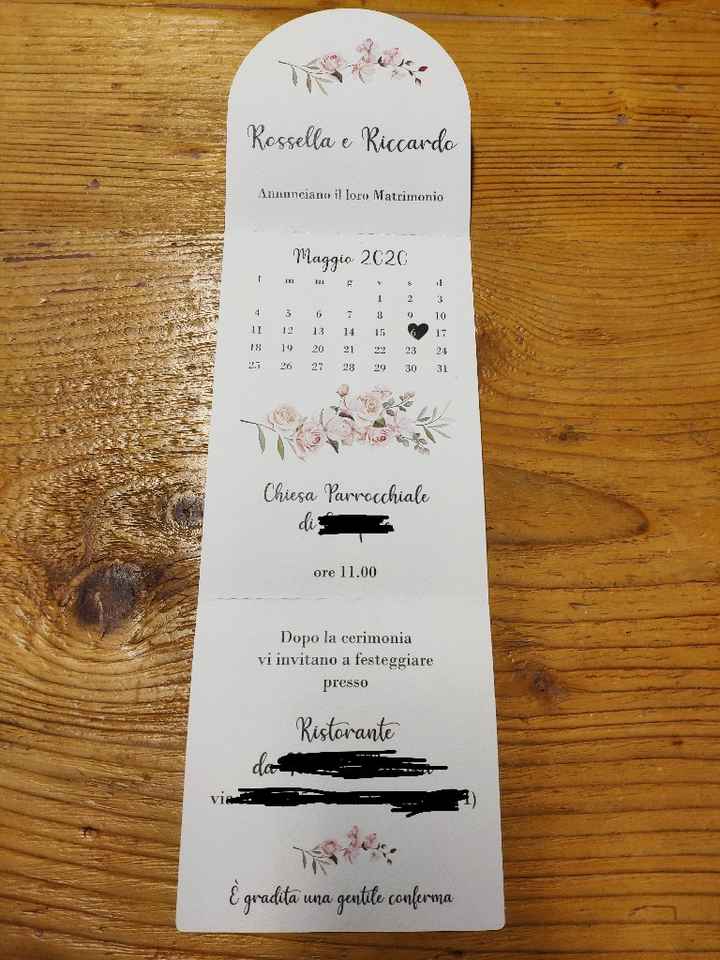 Rossella e Riccardo
Annunciano il loro Matrimonio
Maggio 2020
l m m g v s d
1 2 3
4 5 6 7 8 9 10
11 12 13 14 15 6 17
18 19 20 21 22 23 24
25 26 27 28 29 30 31
Chiesa Parrocchiale
di
ore 11.00
Dopo la cerimonia
vi invitano a festeggiare
presso
Ristorante
da
È gradita una gentile conferma